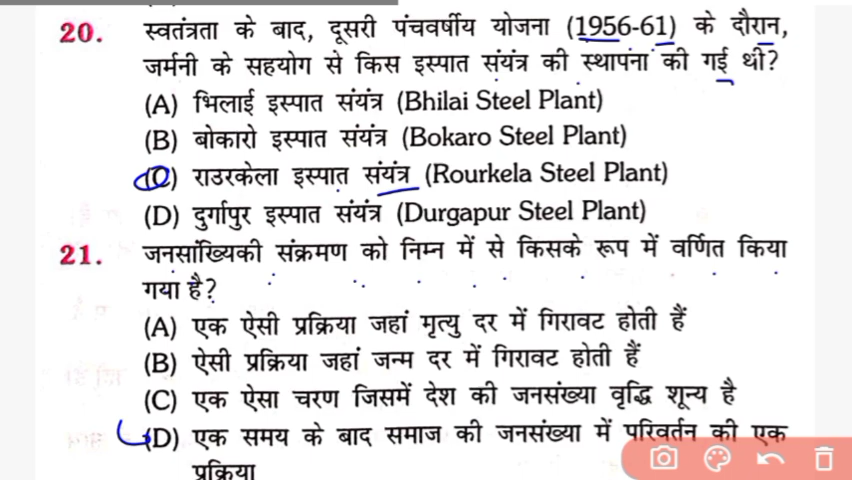 20. स्वतंत्रता के बाद, दूसरी पंचवर्षीय योजना (1956-61) के दौरान,
जर्मनी के सहयोग से किस इस्पात संयंत्र की स्थापना की गई थी?
(A) भिलाई इस्पात संयंत्र (Bhilai Steel Plant)
(B) बोकारो इस्पात संयंत्र (Bokaro Steel Plant)
(C) राउरकेला इस्पात संयंत्र (Rourkela Steel Plant)
(D) दुर्गापुर इस्पात संयंत्र (Durgapur Steel Plant)
21. जनसांख्यिकी संक्रमण को निम्न में से किसके रूप में वर्णित किया
गया है?
(A) एक ऐसी प्रक्रिया जहां मृत्यु दर में गिरावट होती हैं
(B) ऐसी प्रक्रिया जहां जन्म दर में गिरावट होती हैं
(C) एक ऐसा चरण जिसमें देश की जनसंख्या वृद्धि शून्य है
(D) एक समय के बाद समाज की जनसंख्या में परिवर्तन की एक
प्रक्रिया